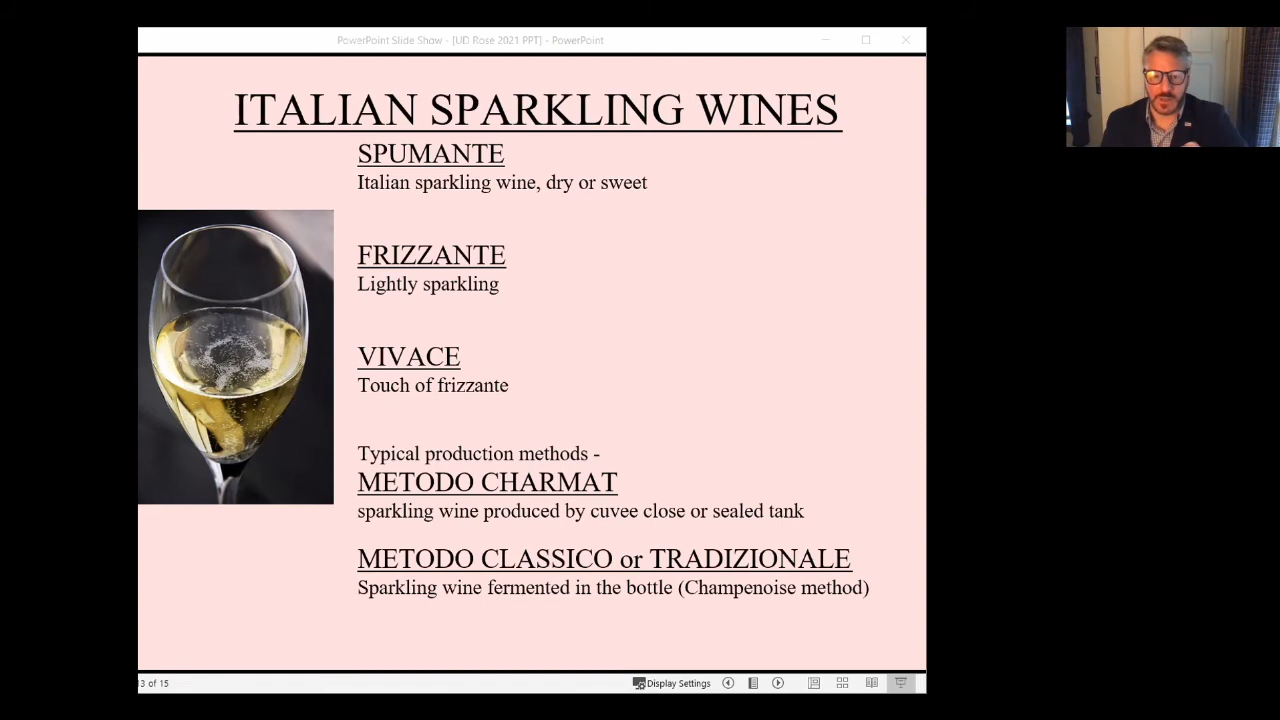 PowerPoint Slide Show - [UD Rose 2021 PPT] - PowerPoint
ITALIAN SPARKLING WINES
SPUMANTE
Italian sparkling wine, dry or sweet
FRIZZANTE
Lightly sparkling
VIVACE
Touch of frizzante
Typical production methods -
METODO CHARMAT
sparkling wine produced by cuvee close or sealed tank
METODO CLASSICO or TRADIZIONALE
Sparkling wine fermented in the bottle (Champenoise method)
13 of 15
Display Settings